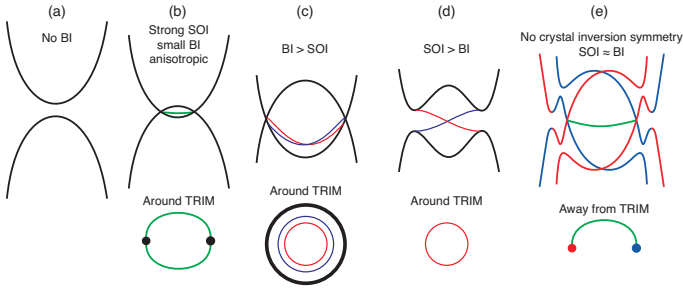 (a)
No BI
(b)
Strong SOI
small BI
anisotropic
Around TRIM
(c)
BI > SOI
Around TRIM
(d)
SOI > BI
Around TRIM
(e)
No crystal inversion symmetry
SOI ≈ BI
Away from TRIM